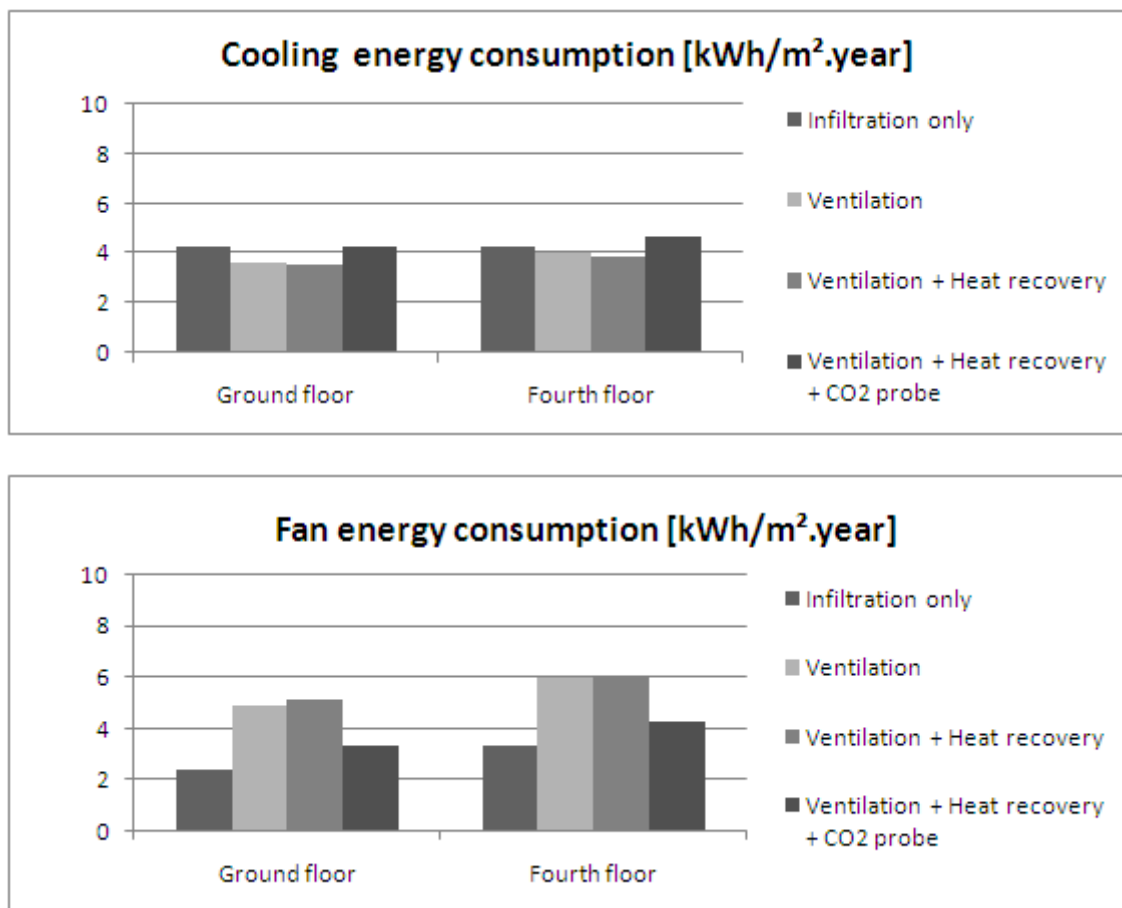 Cooling  energy consumption [kWh/m².year]
10
8
6
4
2
0
Ground floor
Fourth floor
Infiltration only
Ventilation
Ventilation + Heat recovery
Ventilation + Heat recovery
+ CO2 probe
Fan energy consumption [kWh/m².year]
10
8
6
4
2
0
Ground floor
Fourth floor
Infiltration only
Ventilation
Ventilation + Heat recovery
Ventilation + Heat recovery
+ CO2 probe